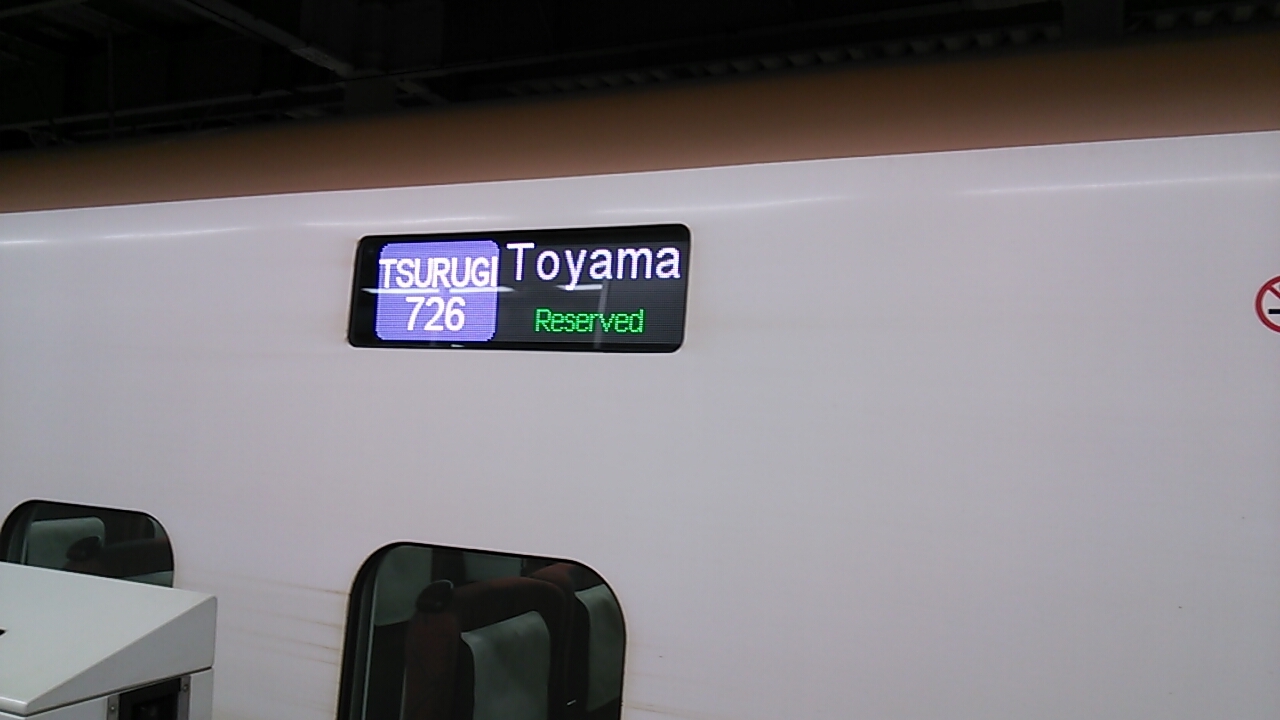 TSURUGI
726
Toyama
Reserved